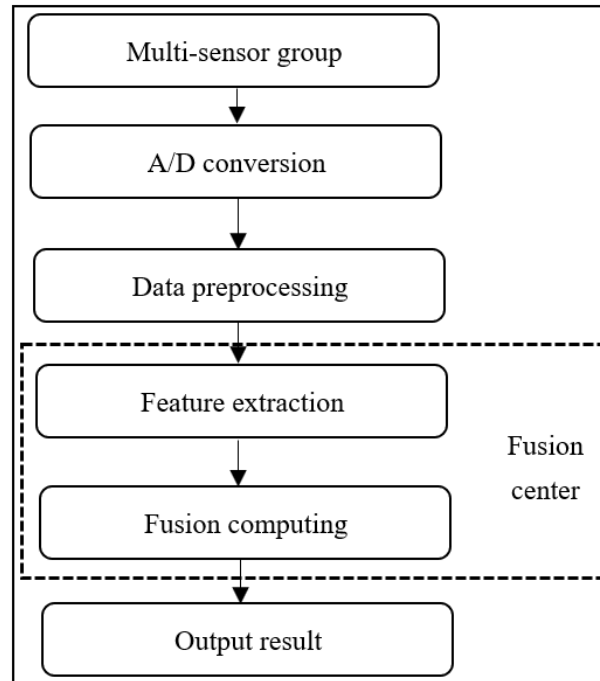 Multi-sensor group
A/D conversion
Data preprocessing
Feature extraction
Fusion
center
Fusion computing
Output result